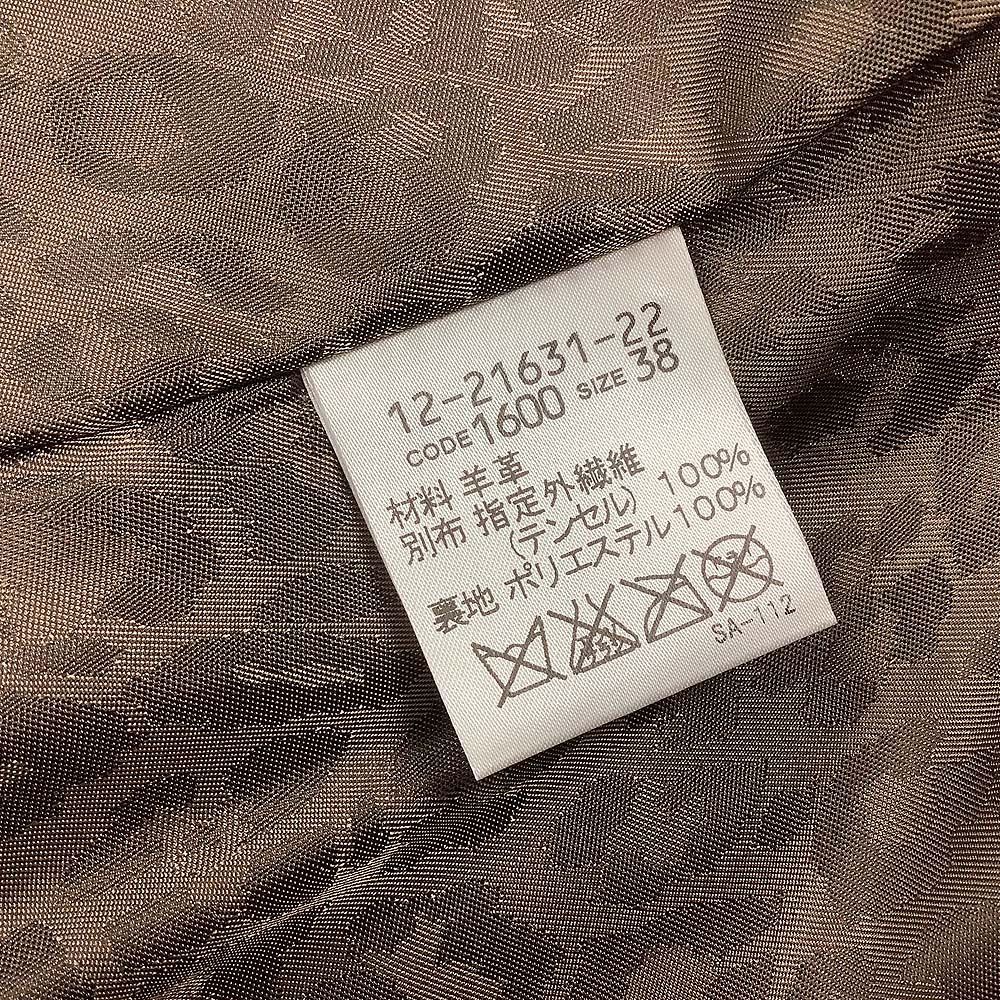 12-21631-22
CODE 1600 SIZE 38
材料 羊革
別布 指定外繊維
(テンセル) 100%
裏地 ポリエステル 100%
SA-112